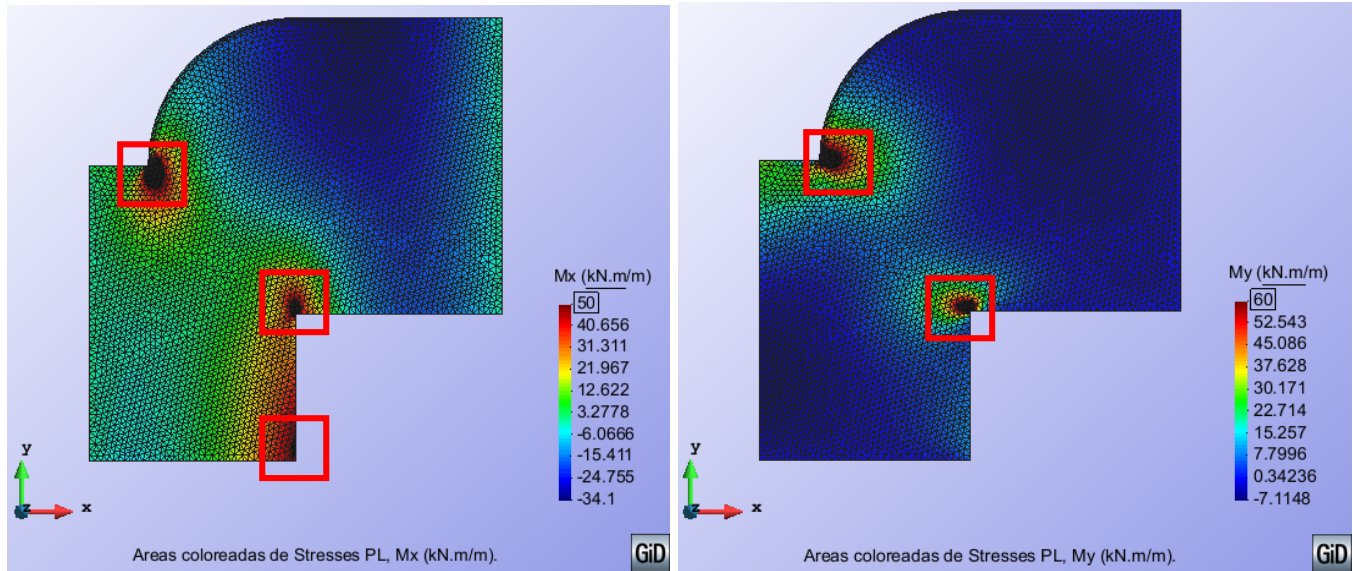 Mx (kN.m/m)
50
40.656
31.311
21.967
12.622
3.2778
-6.0666
-15.411
-24.755
-34.1
y
z
x
Areas coloreadas de Stresses PL, Mx (kN.m/m).
GiD
My (kN.m/m)
60
52.543
45.086
37.628
30.171
22.714
15.257
7.7996
0.34236
-7.1148
y
z
x
Areas coloreadas de Stresses PL, My (kN.m/m).
GiD